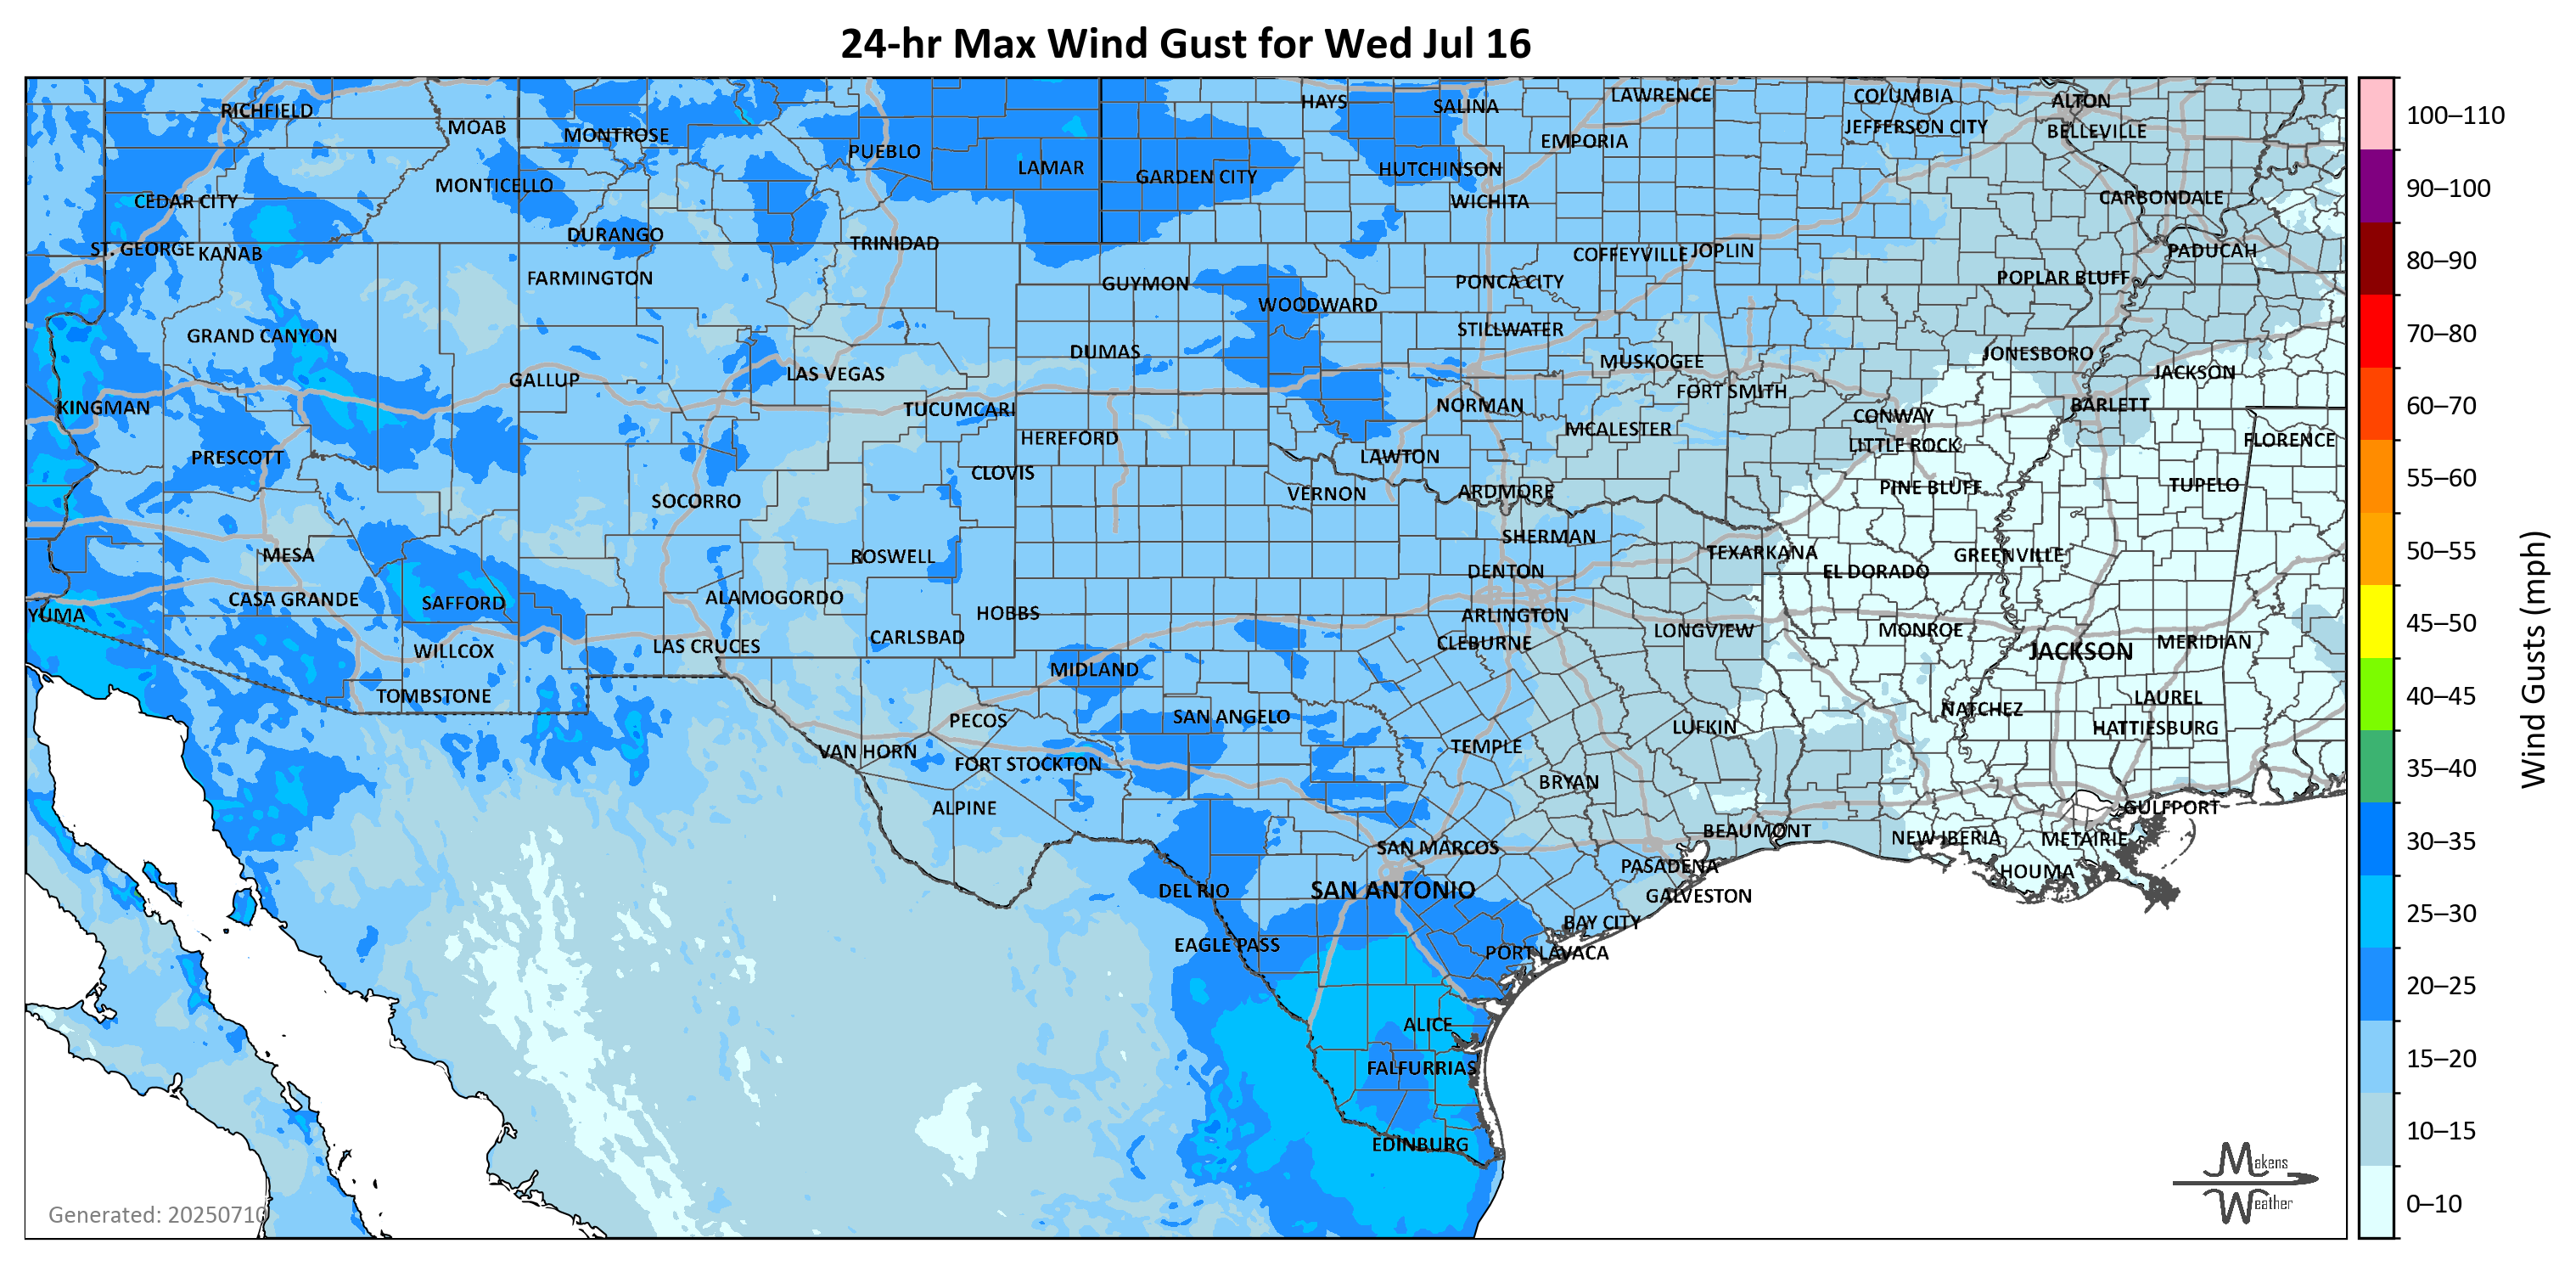 24-hr Max Wind Gust for Wed Jul 16
RICHFIELD
MOAB
MONTROSE
PUEBLO
LAMAR
HAYS
SALINA
LAWRENCE
EMPORIA
COLUMBIA
JEFFERSON CITY
ALTON
BELLEVILLE
CEDAR CITY
MONTICELLO
GARDEN CITY
HUTCHINSON
WICHITA
CARBONDALE
ST. GEORGE
KANAB
DURANGO
TRINIDAD
COFFEYVILLE
JOPLIN
PADUCAH
FARMINGTON
GUYMON
WOODWARD
PONCA CITY
POPLAR BLUFF
GRAND CANYON
DUMAS
STILLWATER
MUSKOGEE
JONESBORO
JACKSON
KINGMAN
GALLUP
LAS VEGAS
TUCUMCARI
NORMAN
FORT SMITH
CONWAY
BARLETT
PRESCOTT
HEREFORD
CLOVIS
LAWTON
MCALESTER
LITTLE ROCK
FLORENCE
SOCORRO
VERNON
ARDMORE
PINE BLUFF
TUPELO
MESA
ROSWELL
SHERMAN
TEXARKANA
GREENVILLE
CASA GRANDE
SAFFORD
ALAMOGORDO
HOBBS
DENTON
EL DORADO
YUMA
WILLCOX
LAS CRUCES
CARLSBAD
ARLINGTON
CLEBURNE
LONGVIEW
MONROE
JACKSON
MERIDIAN
TOMBSTONE
MIDLAND
PECOS
SAN ANGELO
LUFKIN
NATCHEZ
LAUREL
HATTIESBURG
VAN HORN
FORT STOCKTON
TEMPLE
BRYAN
ALPINE
BEAUMONT
NEW IBERIA
METAIRIE
GULFPORT
SAN MARCOS
PASADENA
HOUMA
DEL RIO
SAN ANTONIO
GALVESTON
EAGLE PASS
BAY CITY
PORT LAVACA
ALICE
FALFURRIAS
EDINBURG
Generated: 20250710
Makens
Weather
100–110
90–100
80–90
70–80
60–70
55–60
50–55
45–50
40–45
35–40
30–35
25–30
20–25
15–20
10–15
0–10
Wind Gusts (mph)